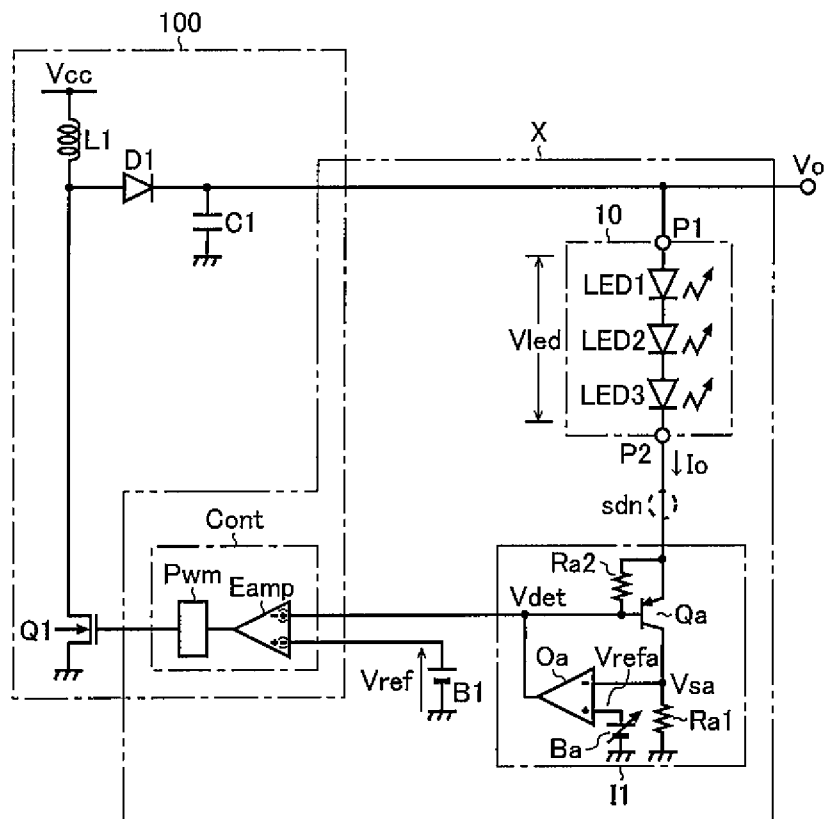 100
Vcc
L1
D1
C1
X
Vo
10
P1
LED1
LED2
LED3
Vled
P2
Io
sdn
Cont
Pwm
Eamp
- +
+ -
Q1
Vref
B1
Ra2
Vdet
Qa
Oa
Vrefa
-
+
Vsa
Ba
Ra1
I1